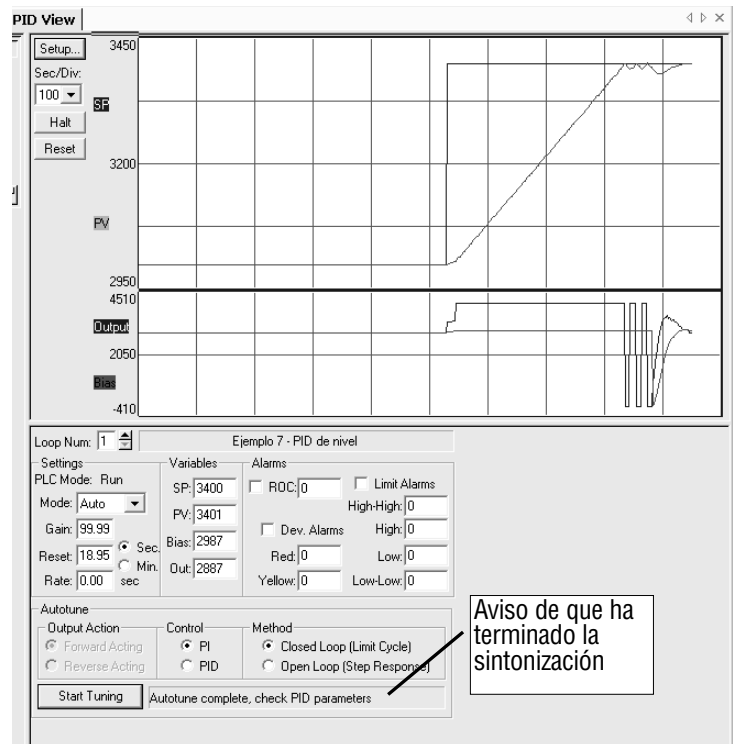 PID View
Setup...
Sec/Div:
100
Halt
Reset
3450
SP
3200
PV
2950
4510
Output
2050
Bias
-410
Loop Num: 1
Ejemplo 7 - PID de nivel
Settings
PLC Mode: Run
Mode: Auto
Gain: 99.99
Reset: 18.95
Sec.
Min.
Rate: 0.00 sec
Variables
SP: 3400
PV: 3401
Bias: 2987
Out: 2887
Alarms
ROC: 0
Limit Alarms
High-High: 0
Dev. Alarms
High: 0
Red: 0
Low: 0
Yellow: 0
Low-Low: 0
Autotune
Output Action
Forward Acting
Reverse Acting
Control
PI
PID
Method
Closed Loop (Limit Cycle)
Open Loop (Step Response)
Start Tuning
Autotune complete, check PID parameters
Aviso de que ha
terminado la
sintonización